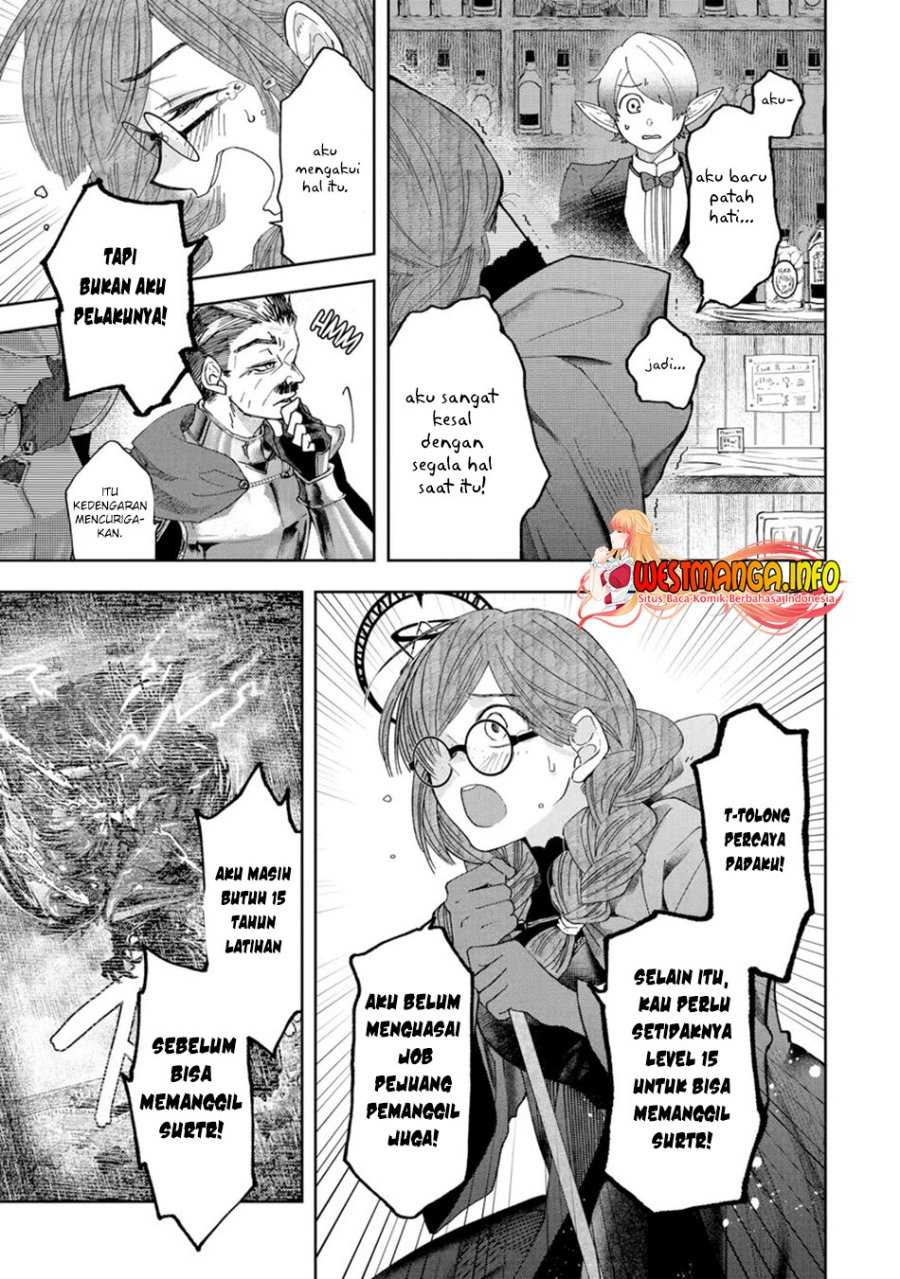 aku-
aku baru
patah
hati...
jadi...
aku sangat
kesal
dengan
segala hal
saat itu!
aku
mengakui
hal itu.
TAPI
BUKAN AKU
PELAKUNYA!
HMM
ITU
KEDENGARAN
MENCURIGA-
KAN.
WESTMANGA.INFO
Situs Baca Komik Berbahasa Indonesia
T-TOLONG
PERCAYA
PADAKU!
SELAIN ITU,
KAU PERLU
SETIDAKNYA
LEVEL 15
UNTUK BISA
MEMANGGIL
SURTR!
AKU BELUM
MENGUASAI
JOB
PEJUANG
PEMANGGIL
JUGA!
AKU MASIH
BUTUH 15
TAHUN
LATIHAN
SEBELUM
BISA
MEMANGGIL
SURTR!